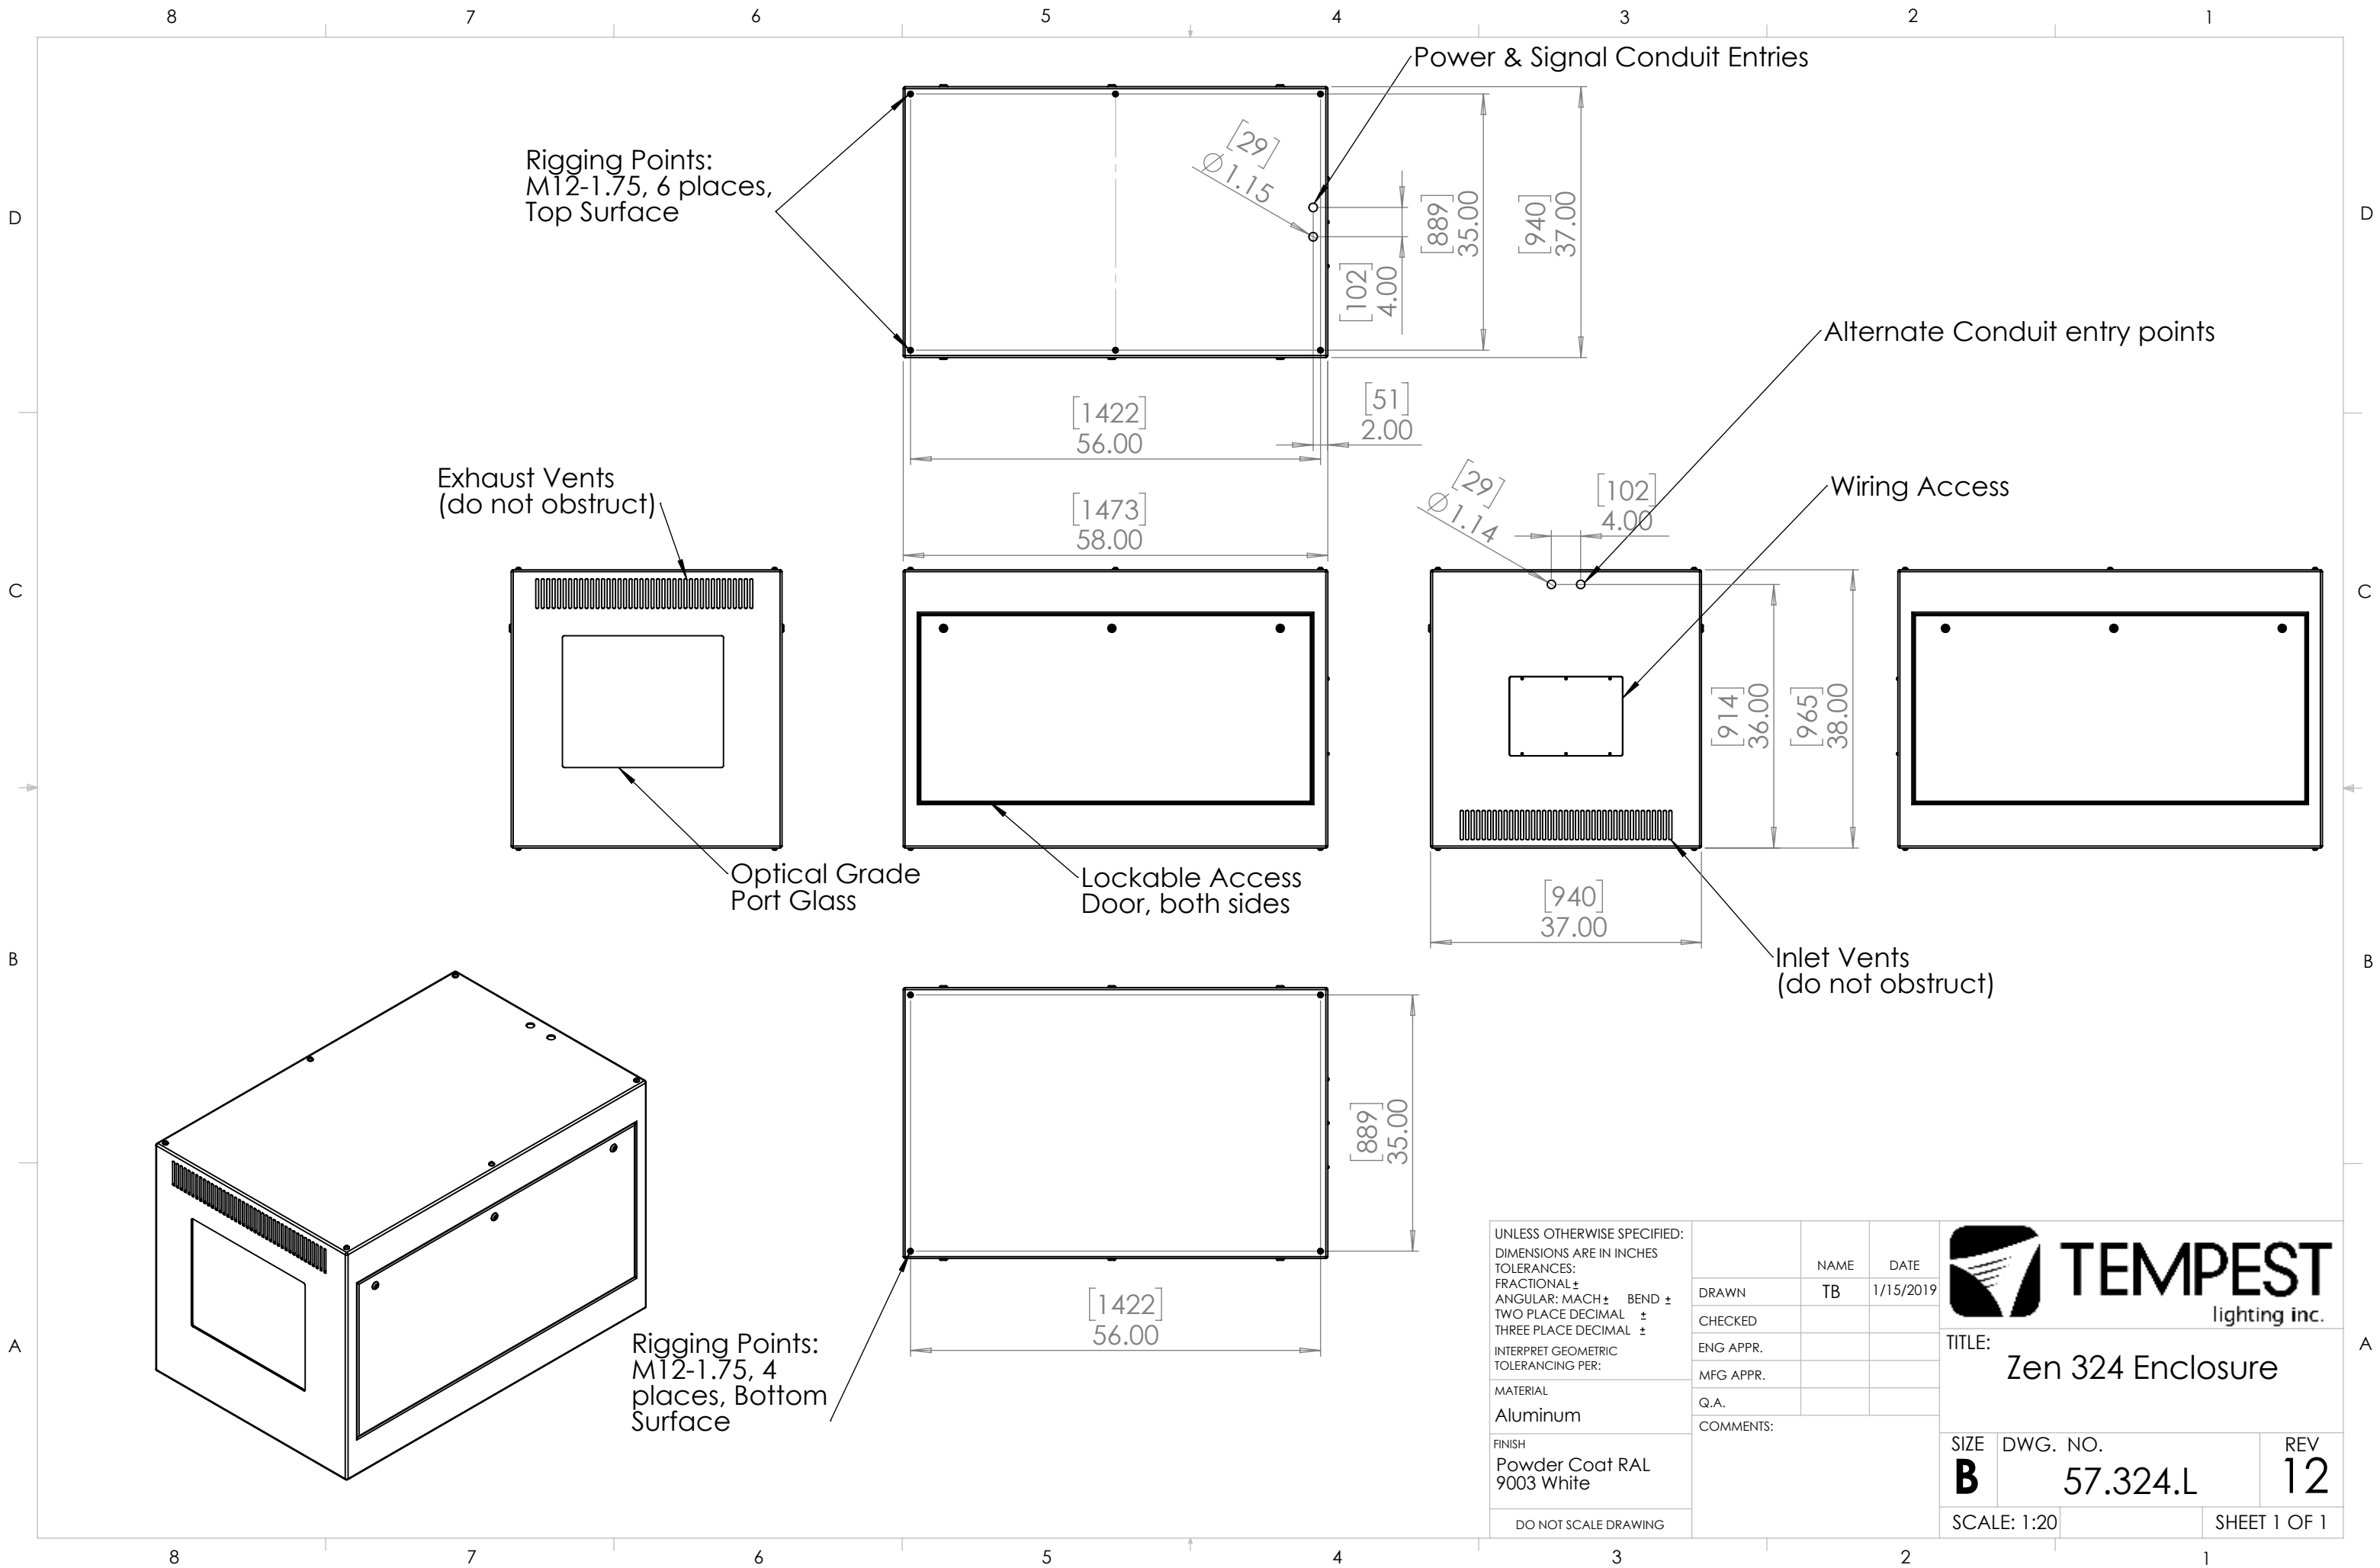 8 7 6 5 4 3 2 1
Power & Signal Conduit Entries
Rigging Points:
M12-1.75, 6 places,
Top Surface
[29]
∅1.15
[889]
35.00
[940]
37.00
[102]
4.00
D
D
Alternate Conduit entry points
[1422]
56.00
[51]
2.00
Exhaust Vents
(do not obstruct)
[1473]
58.00
[29]
∅1.14
[102]
4.00
Wiring Access
C
C
[914]
36.00
[965]
38.00
Optical Grade
Port Glass
Lockable Access
Door, both sides
[940]
37.00
Inlet Vents
(do not obstruct)
B
B
[889]
35.00
[1422]
56.00
Rigging Points:
M12-1.75, 4
places, Bottom
Surface
A
A
UNLESS OTHERWISE SPECIFIED:
DIMENSIONS ARE IN INCHES
TOLERANCES:
FRACTIONAL ±
ANGULAR: MACH ± BEND ±
TWO PLACE DECIMAL ±
THREE PLACE DECIMAL ±
INTERPRET GEOMETRIC
TOLERANCING PER:
MATERIAL
Aluminum
FINISH
Powder Coat RAL
9003 White
DO NOT SCALE DRAWING
NAME DATE
DRAWN TB 1/15/2019
CHECKED
ENG APPR.
MFG APPR.
Q.A.
COMMENTS:
TEMPEST
lighting inc.
TITLE:
Zen 324 Enclosure
SIZE DWG. NO. REV
B 57.324.L 12
SCALE: 1:20 SHEET 1 OF 1
8 7 6 5 4 3 2 1